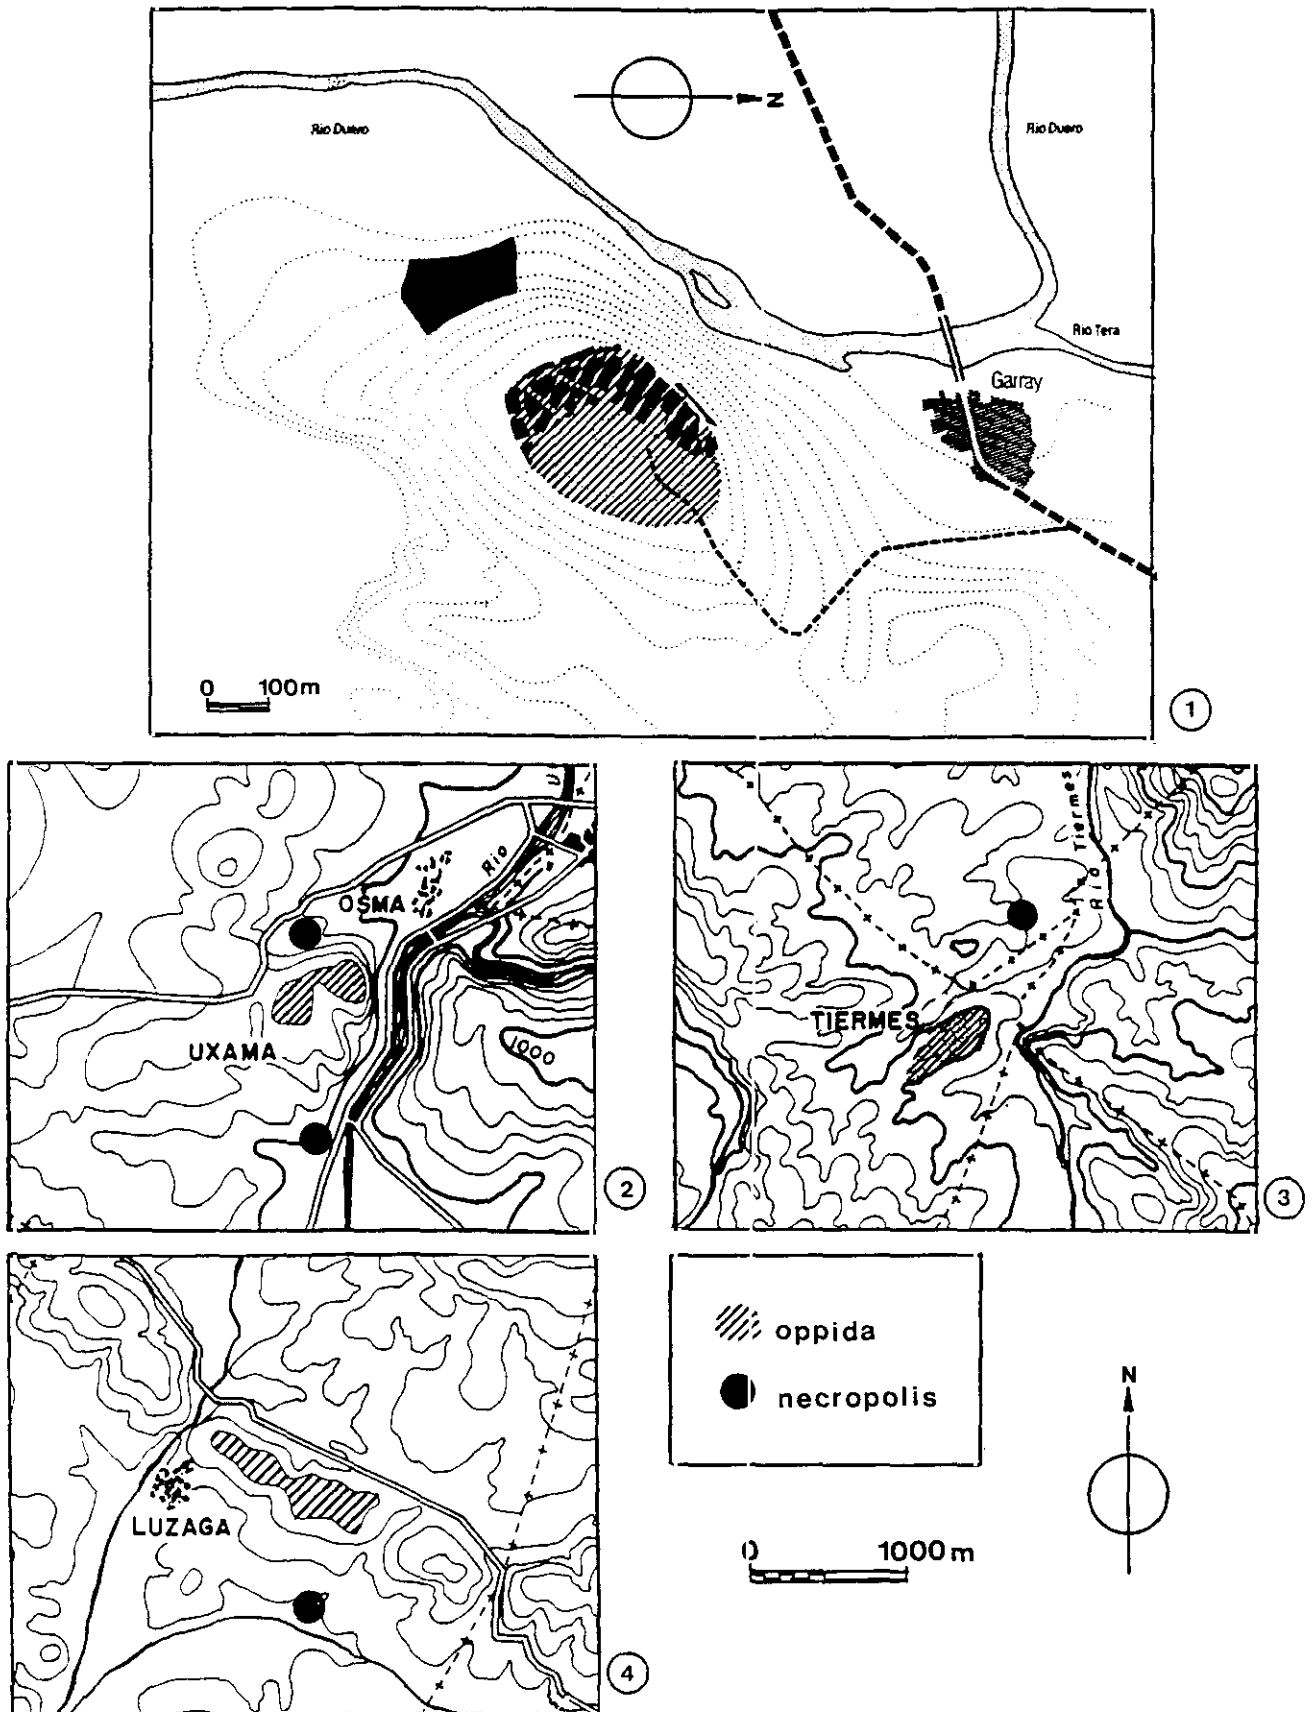 N
Rio Duero
Rio Duero
Rio Tera
Garray
0 100m
1
U
Rio
OSMA
UXAMA
1000
2
Rio Tiermes
TIERMES
3
LUZAGA
4
oppida
necropolis
N
0 1000m